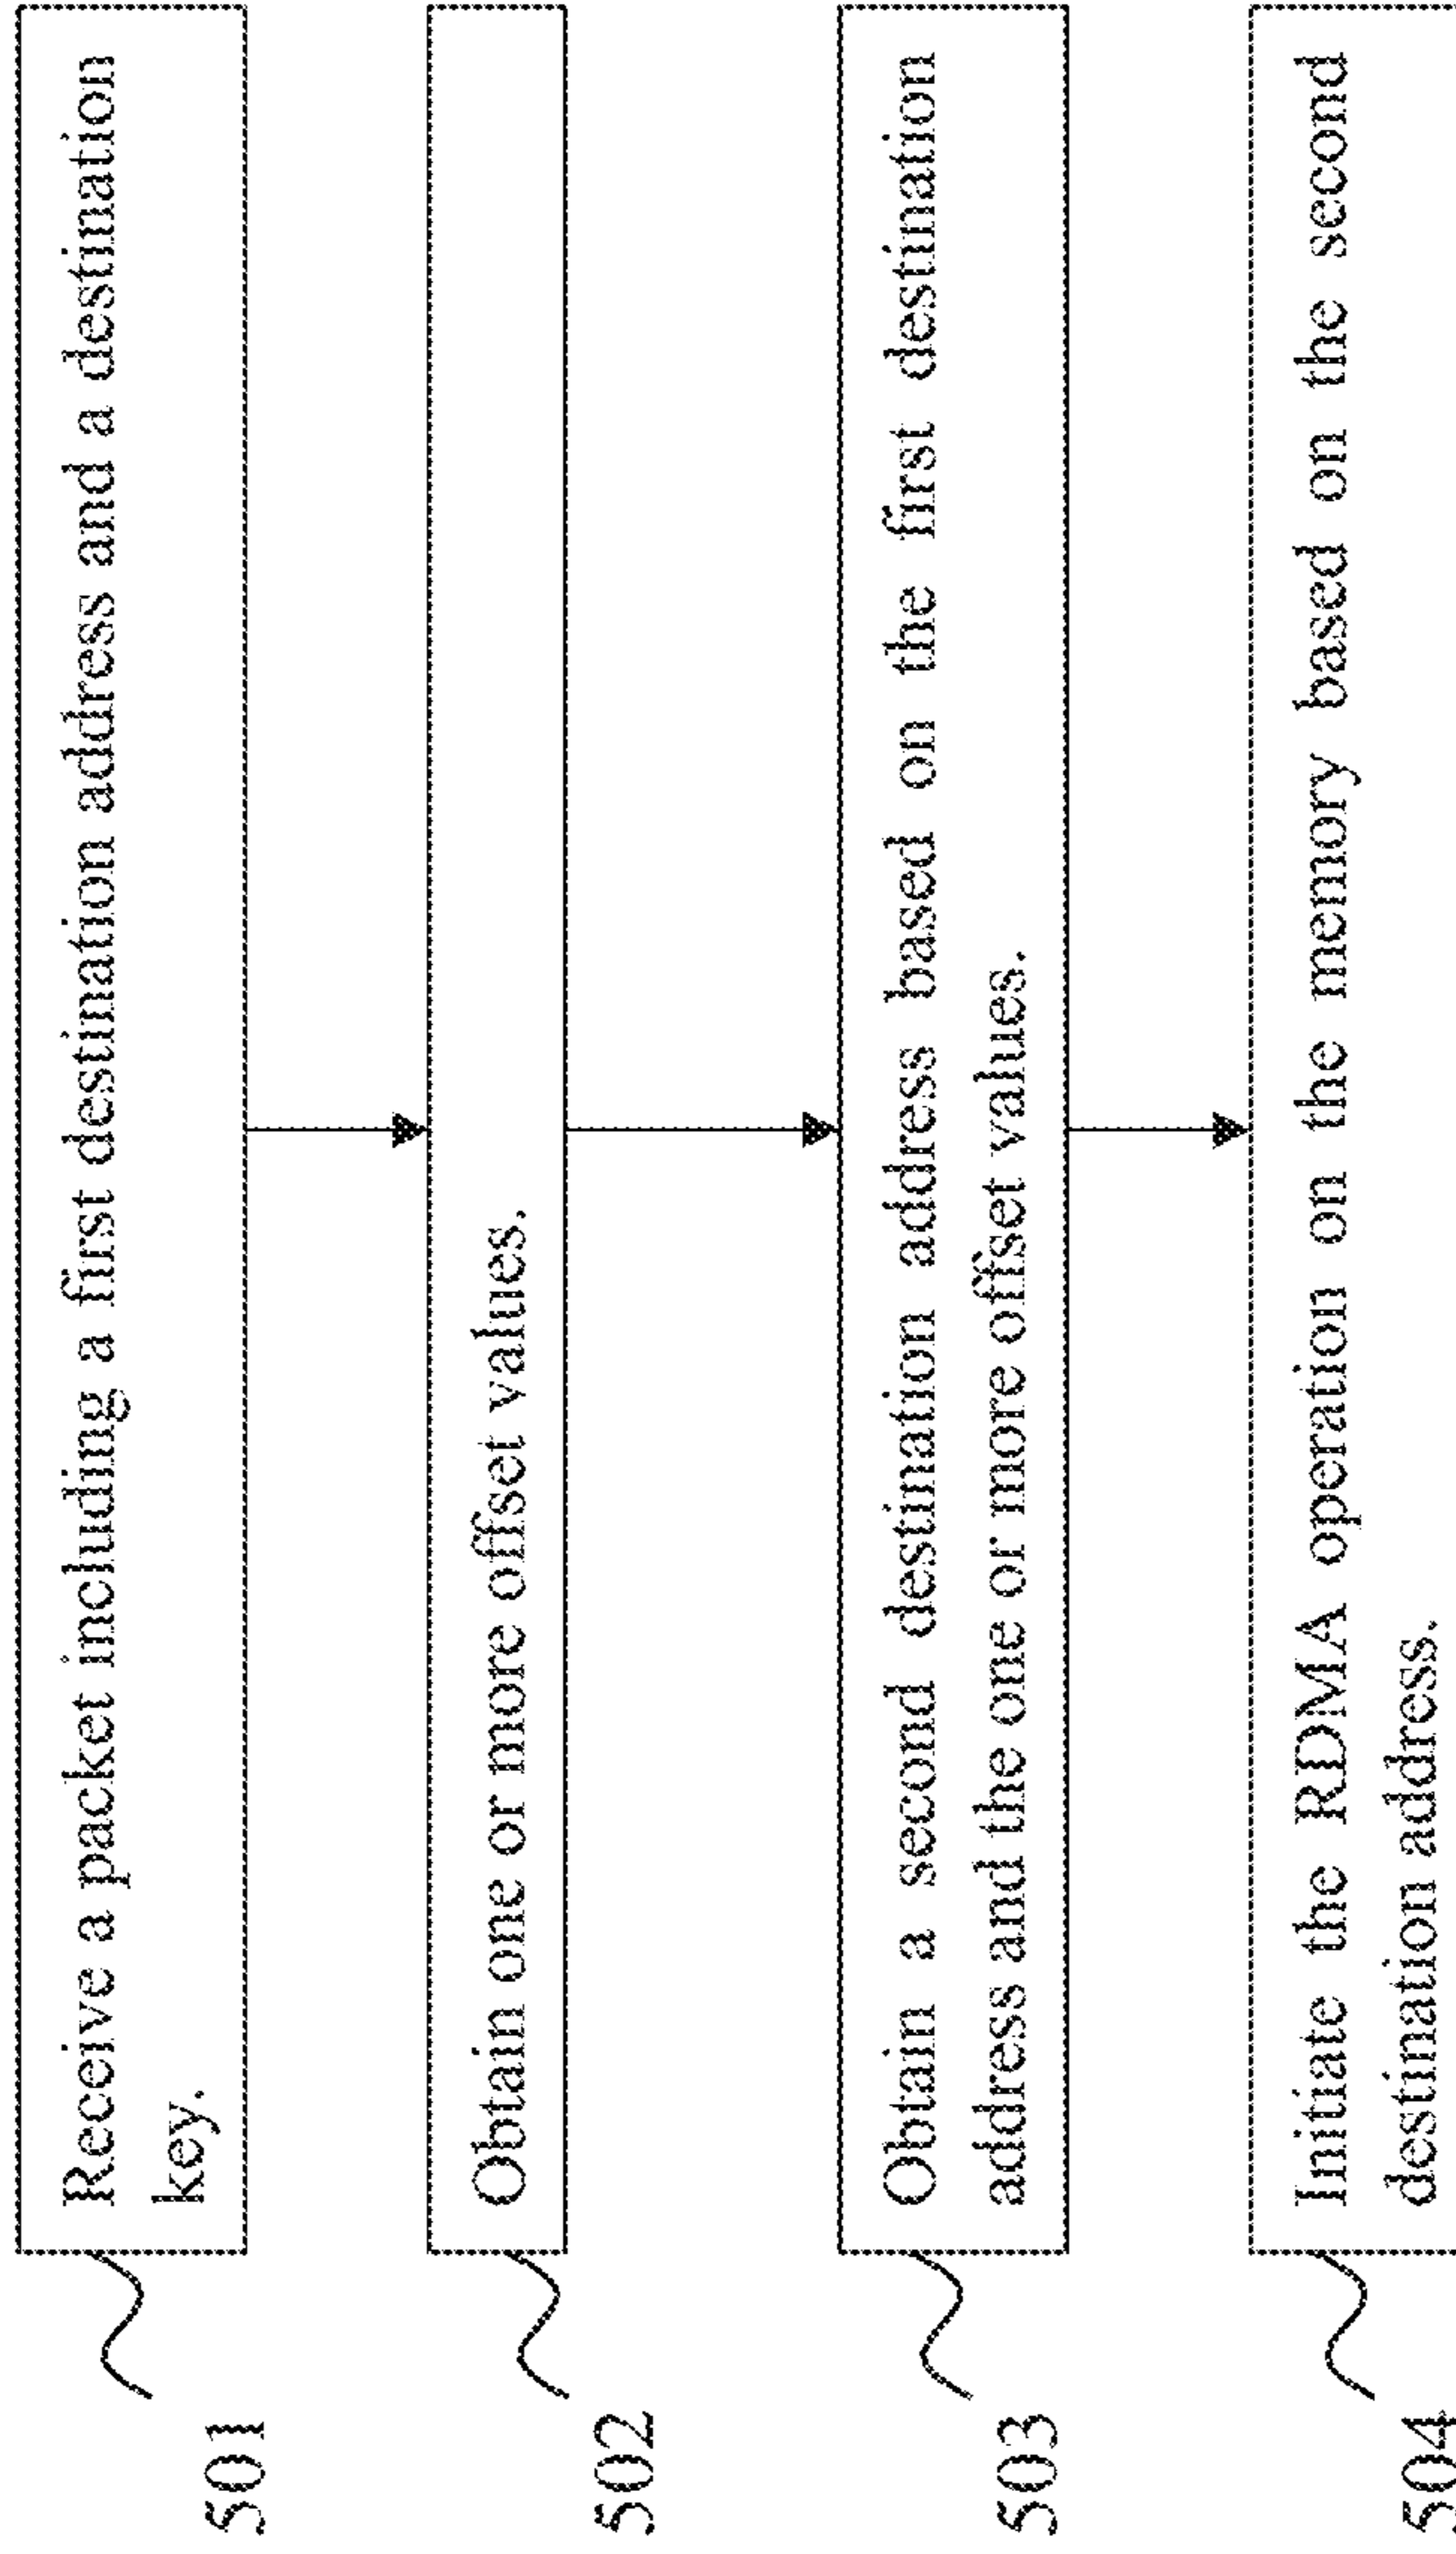 Receive a packet including a first destination address and a destination
key.
501
Obtain one or more offset values.
502
Obtain a second destination address based on the first destination
address and the one or more offset values.
503
Initiate the RDMA operation on the memory based on the second
destination address.
504